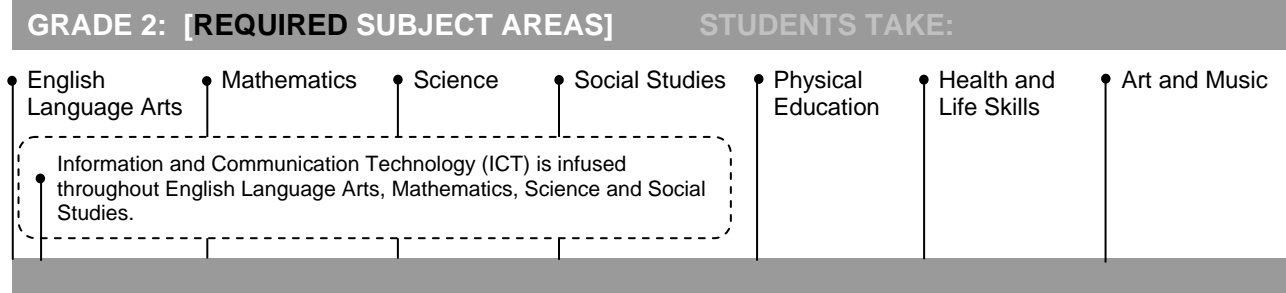 GRADE 2: [REQUIRED SUBJECT AREAS] STUDENTS TAKE:
English
Language Arts
Mathematics
Science
Social Studies
Physical
Education
Health and
Life Skills
Art and Music
Information and Communication Technology (ICT) is infused
throughout English Language Arts, Mathematics, Science and Social
Studies.